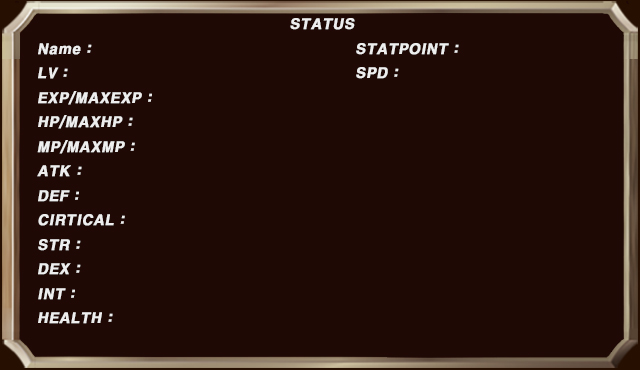 STATUS
Name :
STATPOINT :
LV :
SPD :
EXP/MAXEXP :
HP/MAXHP :
MP/MAXMP :
ATK :
DEF :
CIRTICAL :
STR :
DEX :
INT :
HEALTH :